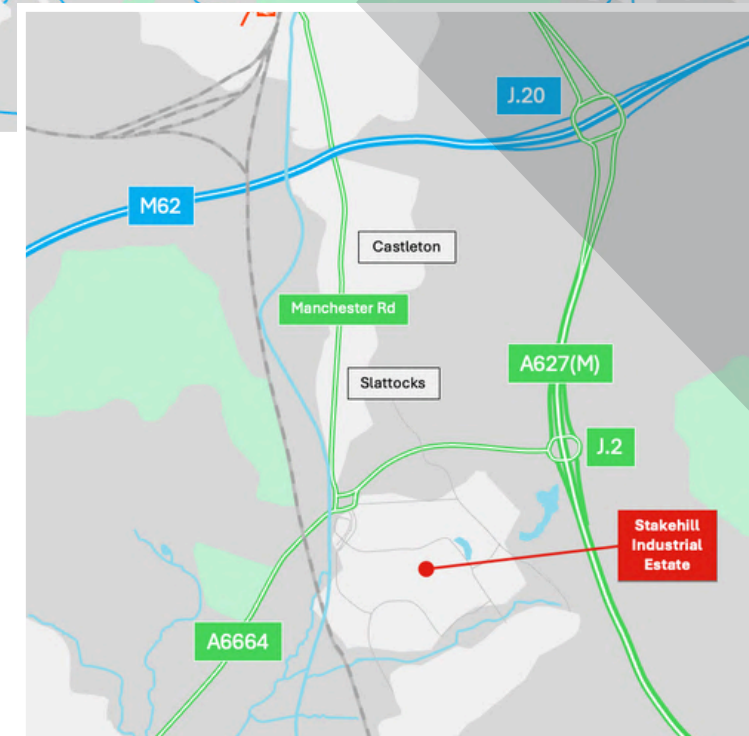 J.20
M62
Castleton
Manchester Rd
A627(M)
Slattocks
J.2
Stakehill
Industrial
Estate
A6664